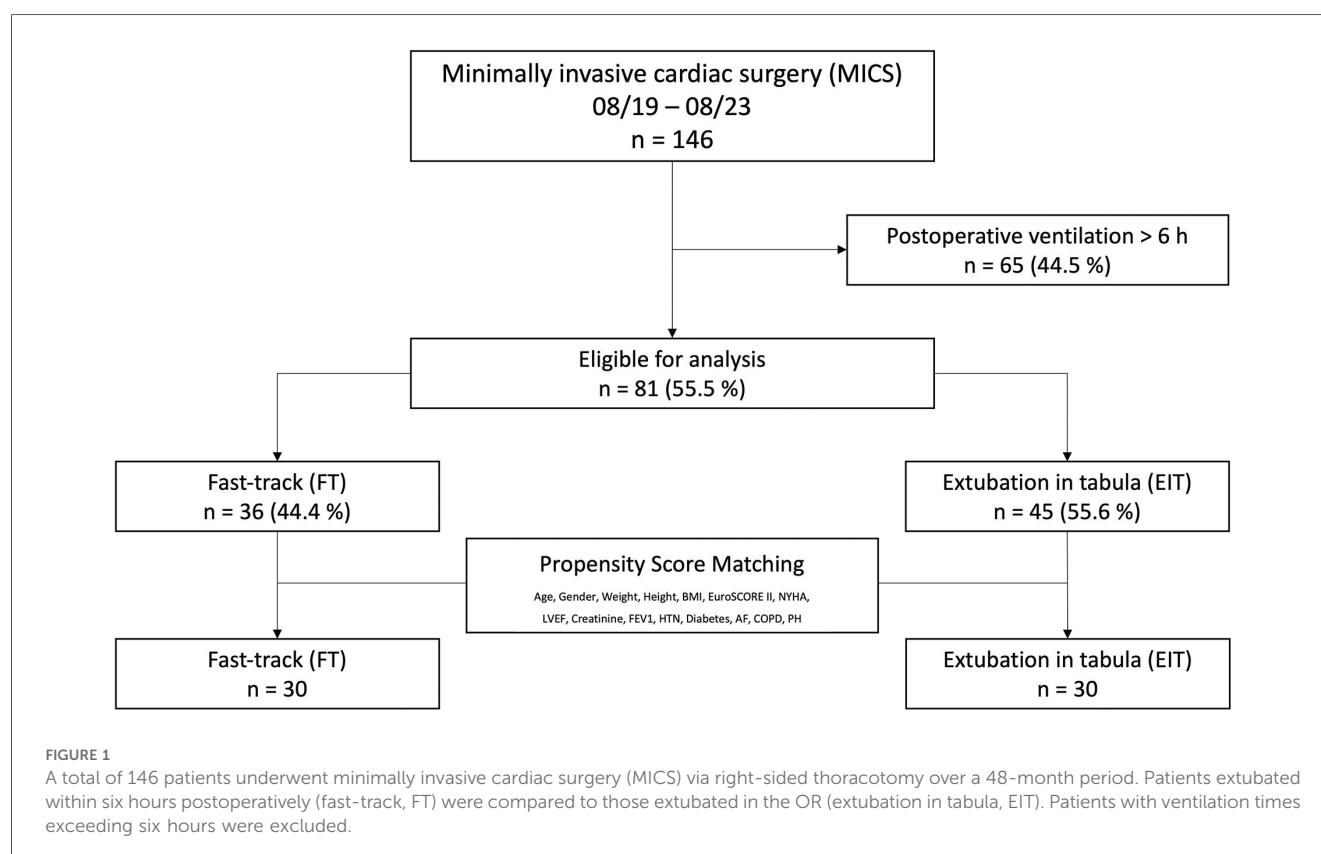 Minimally invasive cardiac surgery (MICS)
08/19 – 08/23
n = 146
Postoperative ventilation > 6 h
n = 65 (44.5 %)
Eligible for analysis
n = 81 (55.5 %)
Fast-track (FT)
n = 36 (44.4 %)
Extubation in tabula (EIT)
n = 45 (55.6 %)
Propensity Score Matching
Age, Gender, Weight, Height, BMI, EuroSCORE II, NYHA,
LVEF, Creatinine, FEV1, HTN, Diabetes, AF, COPD, PH
Fast-track (FT)
n = 30
Extubation in tabula (EIT)
n = 30
FIGURE 1
A total of 146 patients underwent minimally invasive cardiac surgery (MICS) via right-sided thoracotomy over a 48-month period. Patients extubated
within six hours postoperatively (fast-track, FT) were compared to those extubated in the OR (extubation in tabula, EIT). Patients with ventilation times
exceeding six hours were excluded.